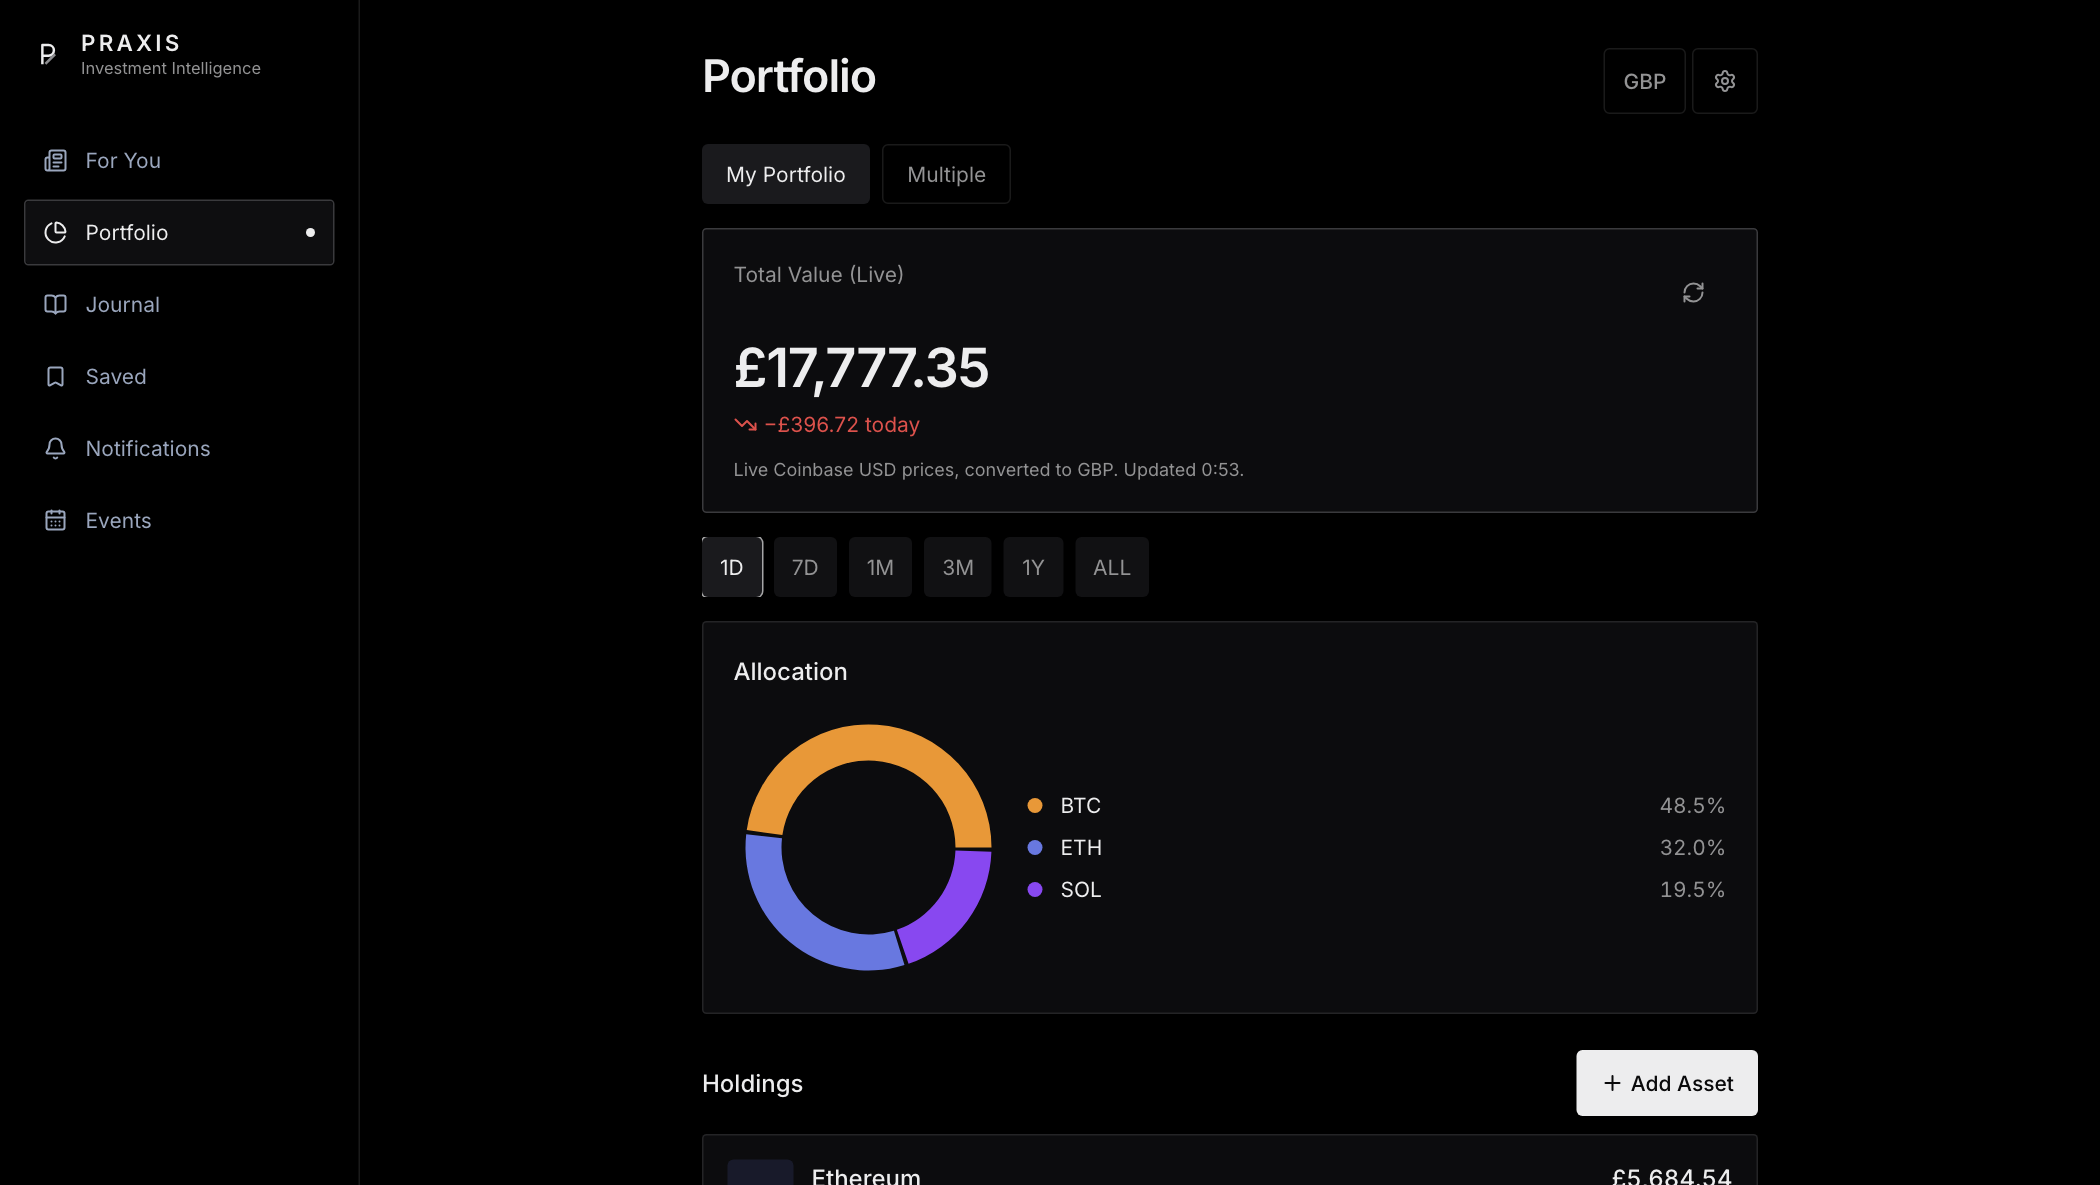 PRAXIS
Investment Intelligence
For You
Portfolio
Journal
Saved
Notifications
Events
Portfolio
GBP
My Portfolio
Multiple
Total Value (Live)
£17,777.35
−£396.72 today
Live Coinbase USD prices, converted to GBP. Updated 0:53.
1D
7D
1M
3M
1Y
ALL
Allocation
BTC 48.5%
ETH 32.0%
SOL 19.5%
Holdings
+ Add Asset
Ethereum £5,684.54